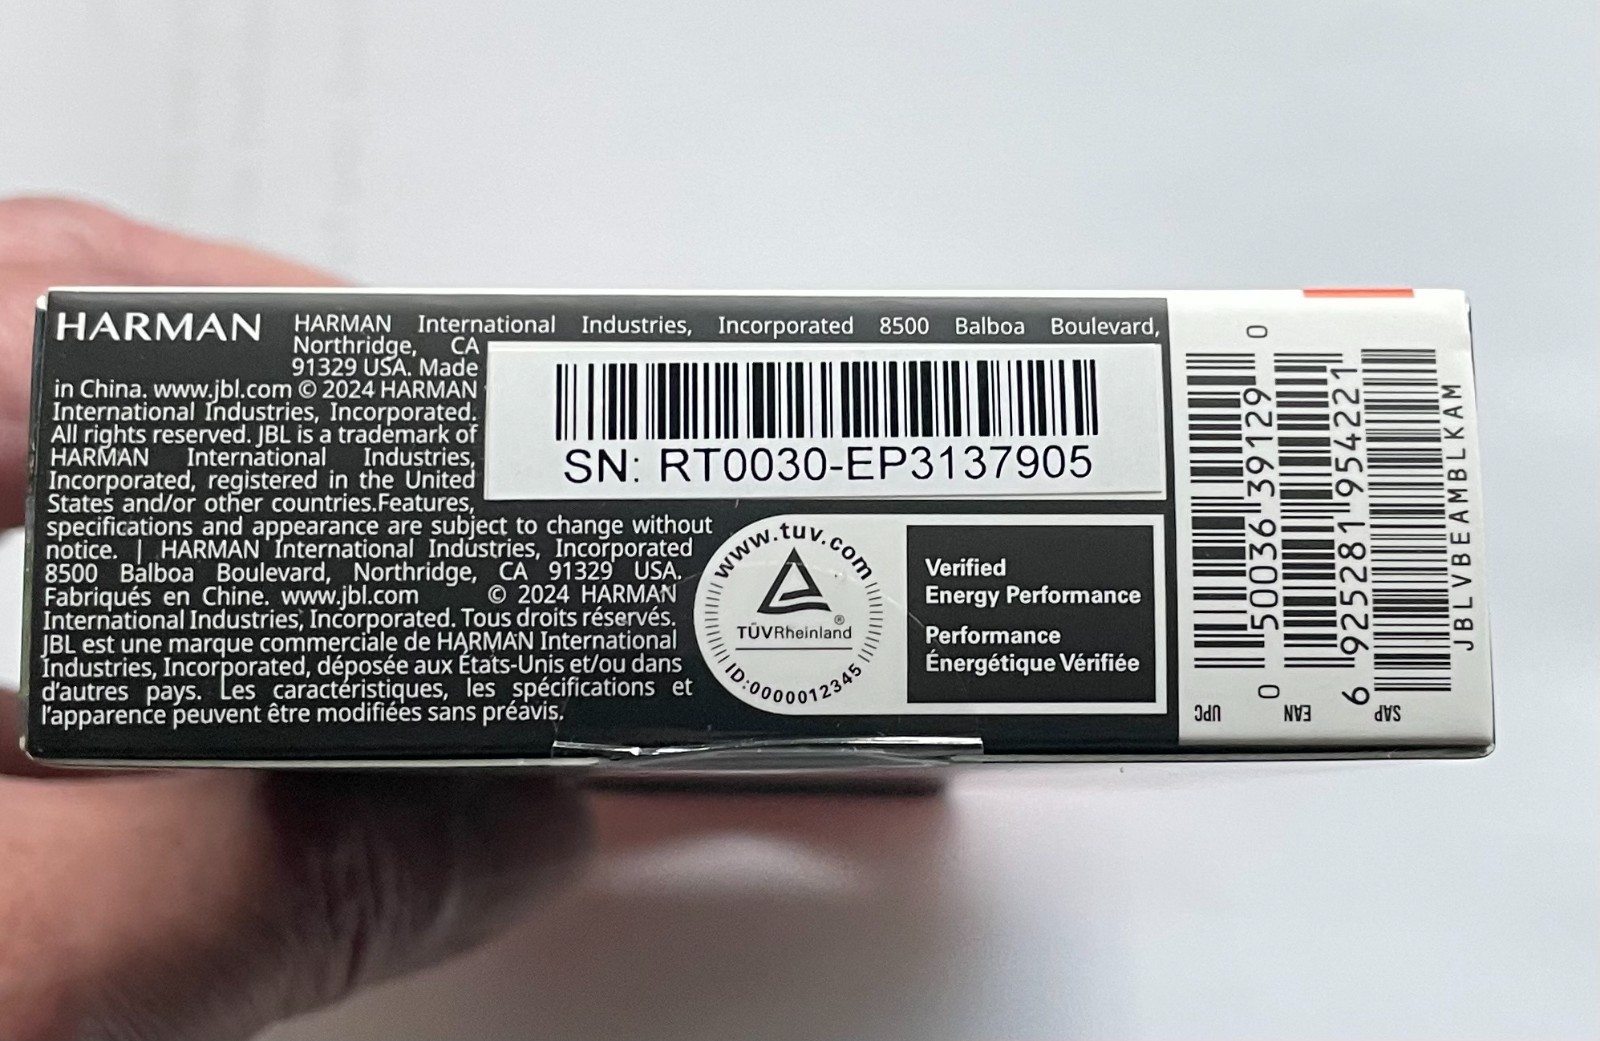 HARMAN
HARMAN International Industries, Incorporated 8500 Balboa Boulevard,
Northridge, CA
91329 USA. Made
in China. www.jbl.com © 2024 HARMAN
International Industries, Incorporated.
All rights reserved. JBL is a trademark of
HARMAN International Industries,
Incorporated, registered in the United
States and/or other countries.Features,
specifications and appearance are subject to change without
notice. | HARMAN International Industries, Incorporated
8500 Balboa Boulevard, Northridge, CA 91329 USA.
Fabriqués en Chine. www.jbl.com © 2024 HARMAN
International Industries, Incorporated. Tous droits réservés.
JBL est une marque commerciale de HARMAN International
Industries, Incorporated, déposée aux États-Unis et/ou dans
d'autres pays. Les caractéristiques, les spécifications et
l'apparence peuvent être modifiées sans préavis.
SN: RT0030-EP3137905
www.tuv.com
TÜVRheinland®
ID:0000012345
Verified
Energy Performance
Performance
Énergétique Vérifiée
UPC
0 50036 39129 0
EAN
6 925281 954221
SAP
JBLVBEAMBLKAM